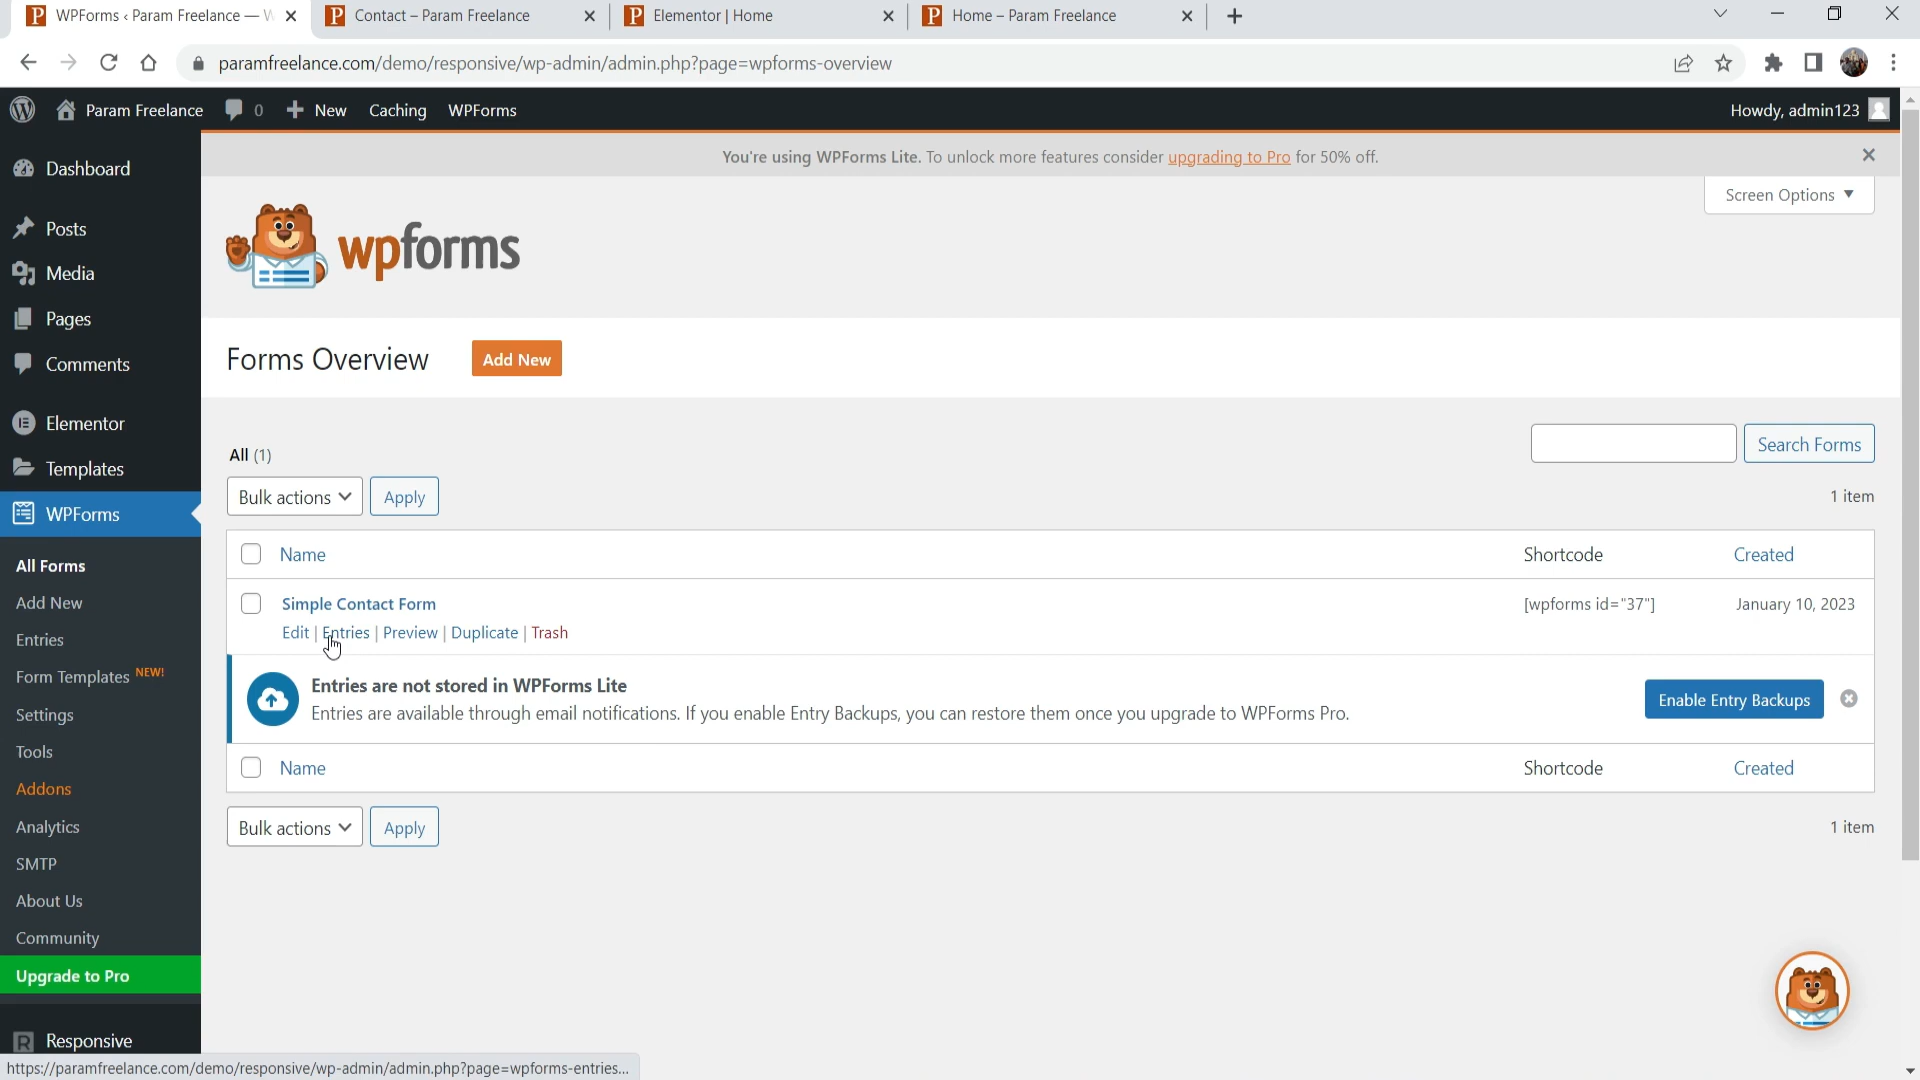 WPForms ‹ Param Freelance — W
Contact – Param Freelance
Elementor | Home
Home – Param Freelance
paramfreelance.com/demo/responsive/wp-admin/admin.php?page=wpforms-overview
Param Freelance
0
New
Caching
WPForms
Howdy, admin123
You're using WPForms Lite. To unlock more features consider upgrading to Pro for 50% off.
Screen Options
wpforms
Forms Overview
Add New
All (1)
Search Forms
Bulk actions
Apply
1 item
Name
Shortcode
Created
Simple Contact Form
[wpforms id="37"]
January 10, 2023
Edit | Entries | Preview | Duplicate | Trash
Entries are not stored in WPForms Lite
Entries are available through email notifications. If you enable Entry Backups, you can restore them once you upgrade to WPForms Pro.
Enable Entry Backups
Name
Shortcode
Created
Bulk actions
Apply
1 item
Dashboard
Posts
Media
Pages
Comments
Elementor
Templates
WPForms
All Forms
Add New
Entries
Form Templates NEW!
Settings
Tools
Addons
Analytics
SMTP
About Us
Community
Upgrade to Pro
Responsive
https://paramfreelance.com/demo/responsive/wp-admin/admin.php?page=wpforms-entries...